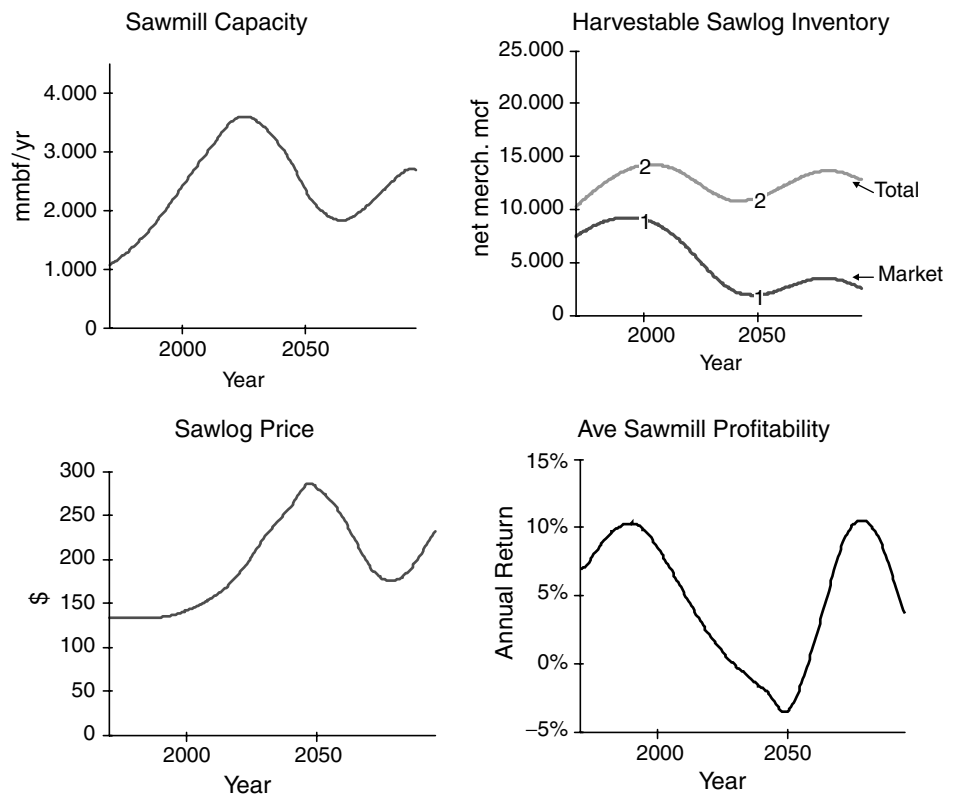 Sawmill Capacity
mmbf/yr
4.000
3.000
2.000
1.000
0
2000 2050
Year
Harvestable Sawlog Inventory
net merch. mcf
25.000
20.000
15.000
10.000
5.000
0
2
2
Total
1
1
Market
2000 2050
Year
Sawlog Price
$
300
250
200
150
100
50
0
2000 2050
Year
Ave Sawmill Profitability
Annual Return
15%
10%
5%
0%
–5%
2000 2050
Year